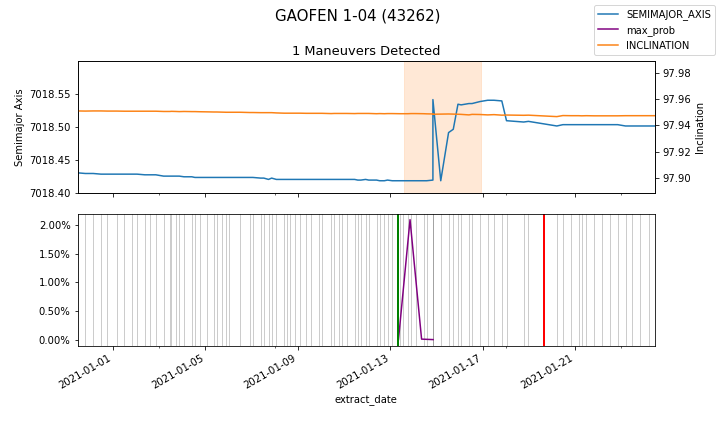 GAOFEN 1-04 (43262)
SEMIMAJOR_AXIS
max_prob
INCLINATION
1 Maneuvers Detected
Semimajor Axis
7018.55
7018.50
7018.45
7018.40
97.98
97.96
97.94
97.92
97.90
Inclination
2.00%
1.50%
1.00%
0.50%
0.00%
2021-01-01
2021-01-05
2021-01-09
2021-01-13
2021-01-17
2021-01-21
extract_date